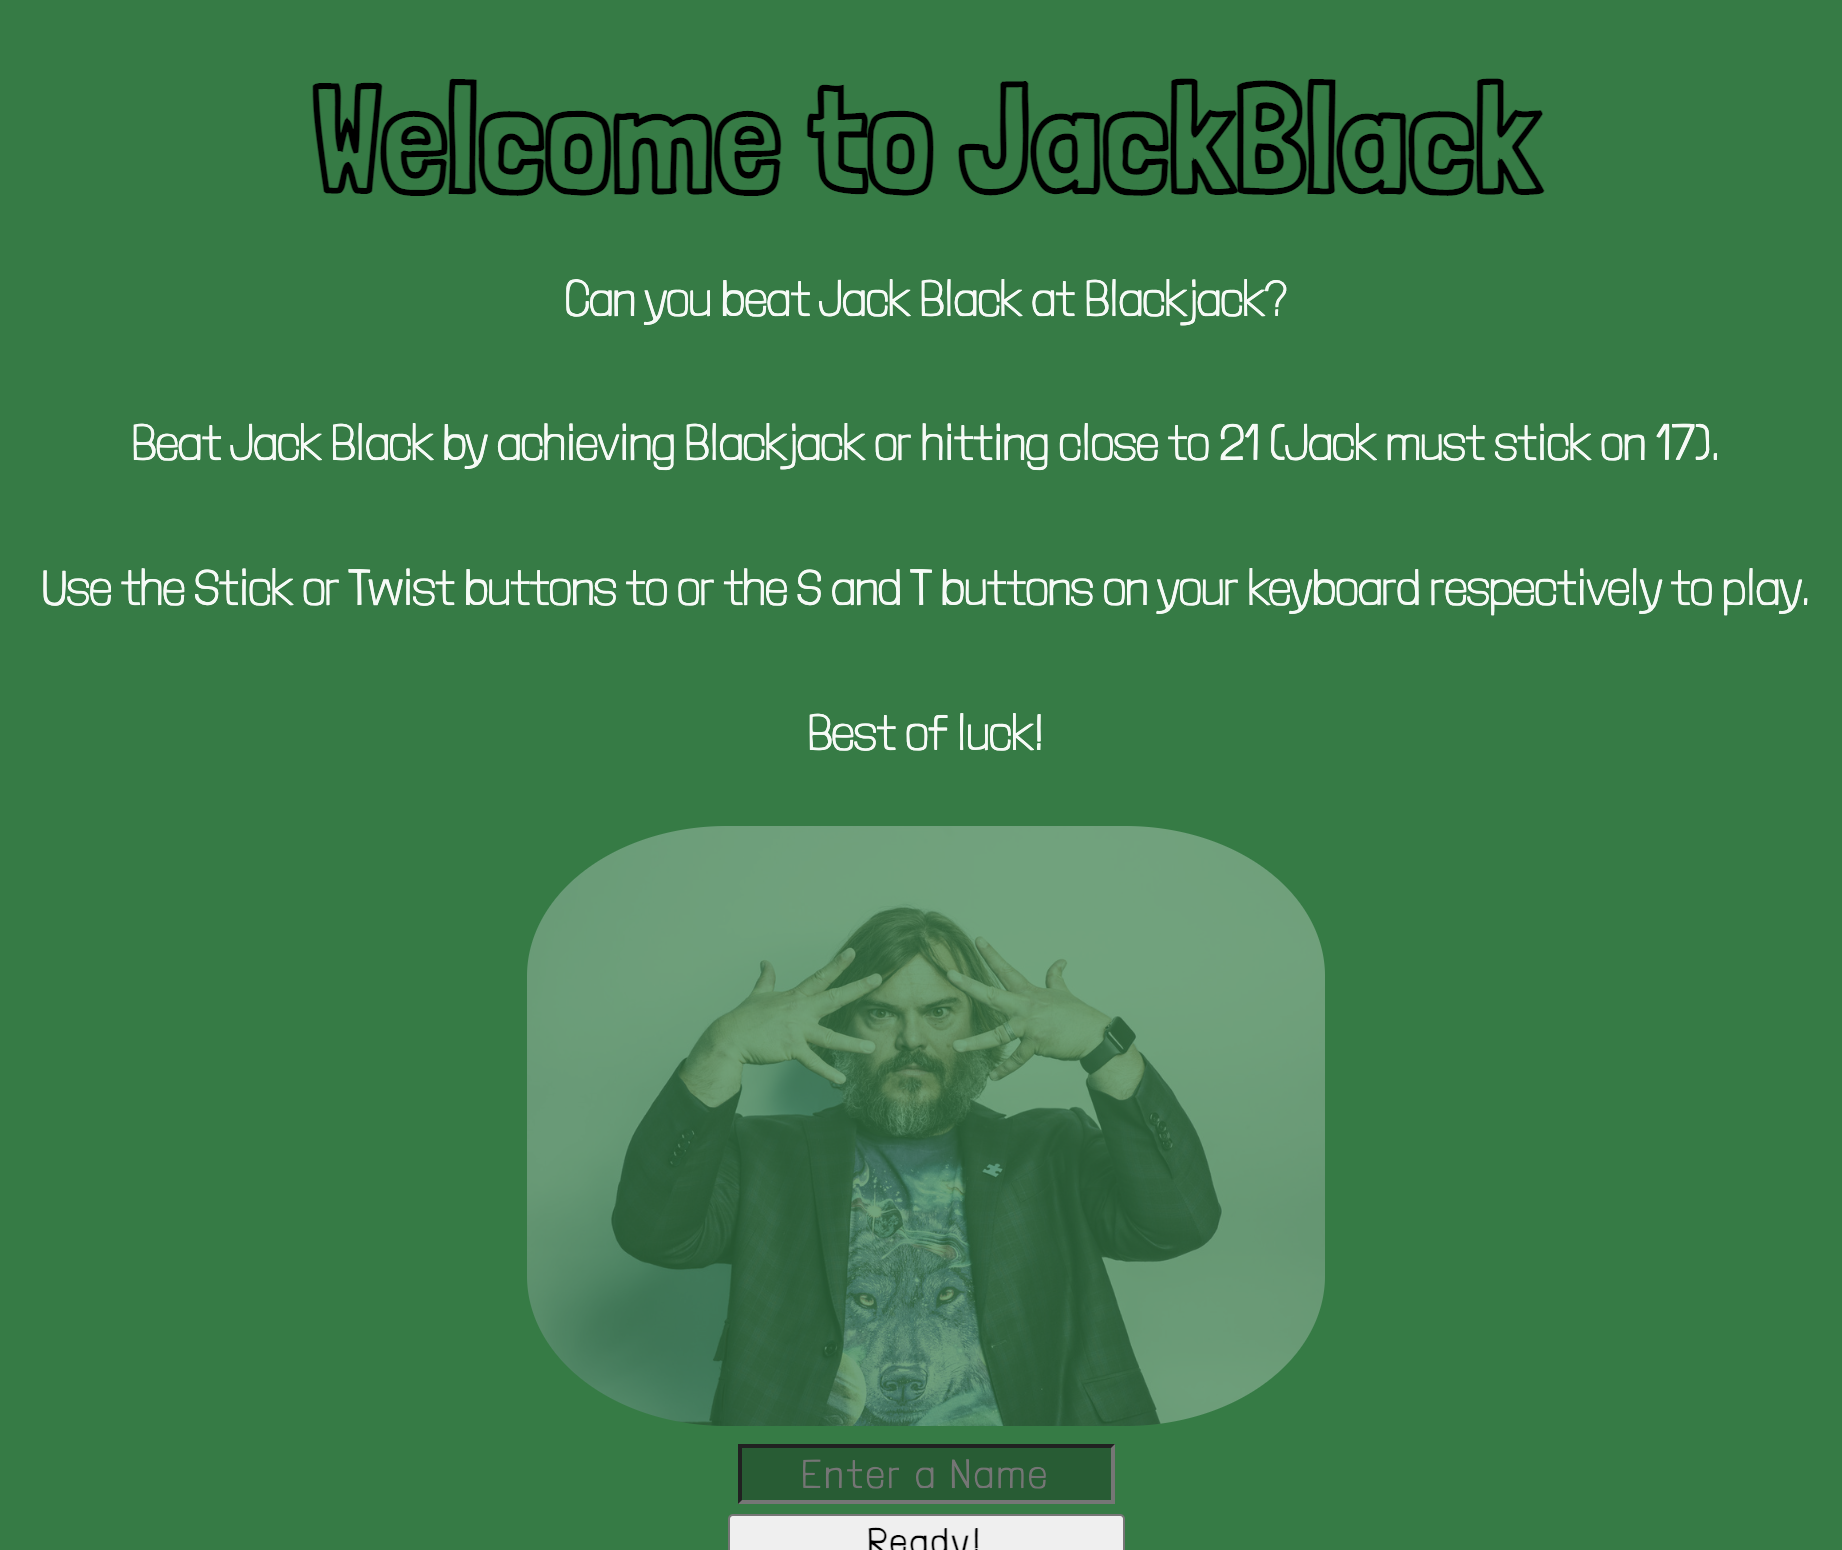 Welcome to JackBlack
Can you beat Jack Black at Blackjack?
Beat Jack Black by achieving Blackjack or hitting close to 21 (Jack must stick on 17).
Use the Stick or Twist buttons to or the S and T buttons on your keyboard respectively to play.
Best of luck!
Enter a Name
Ready!